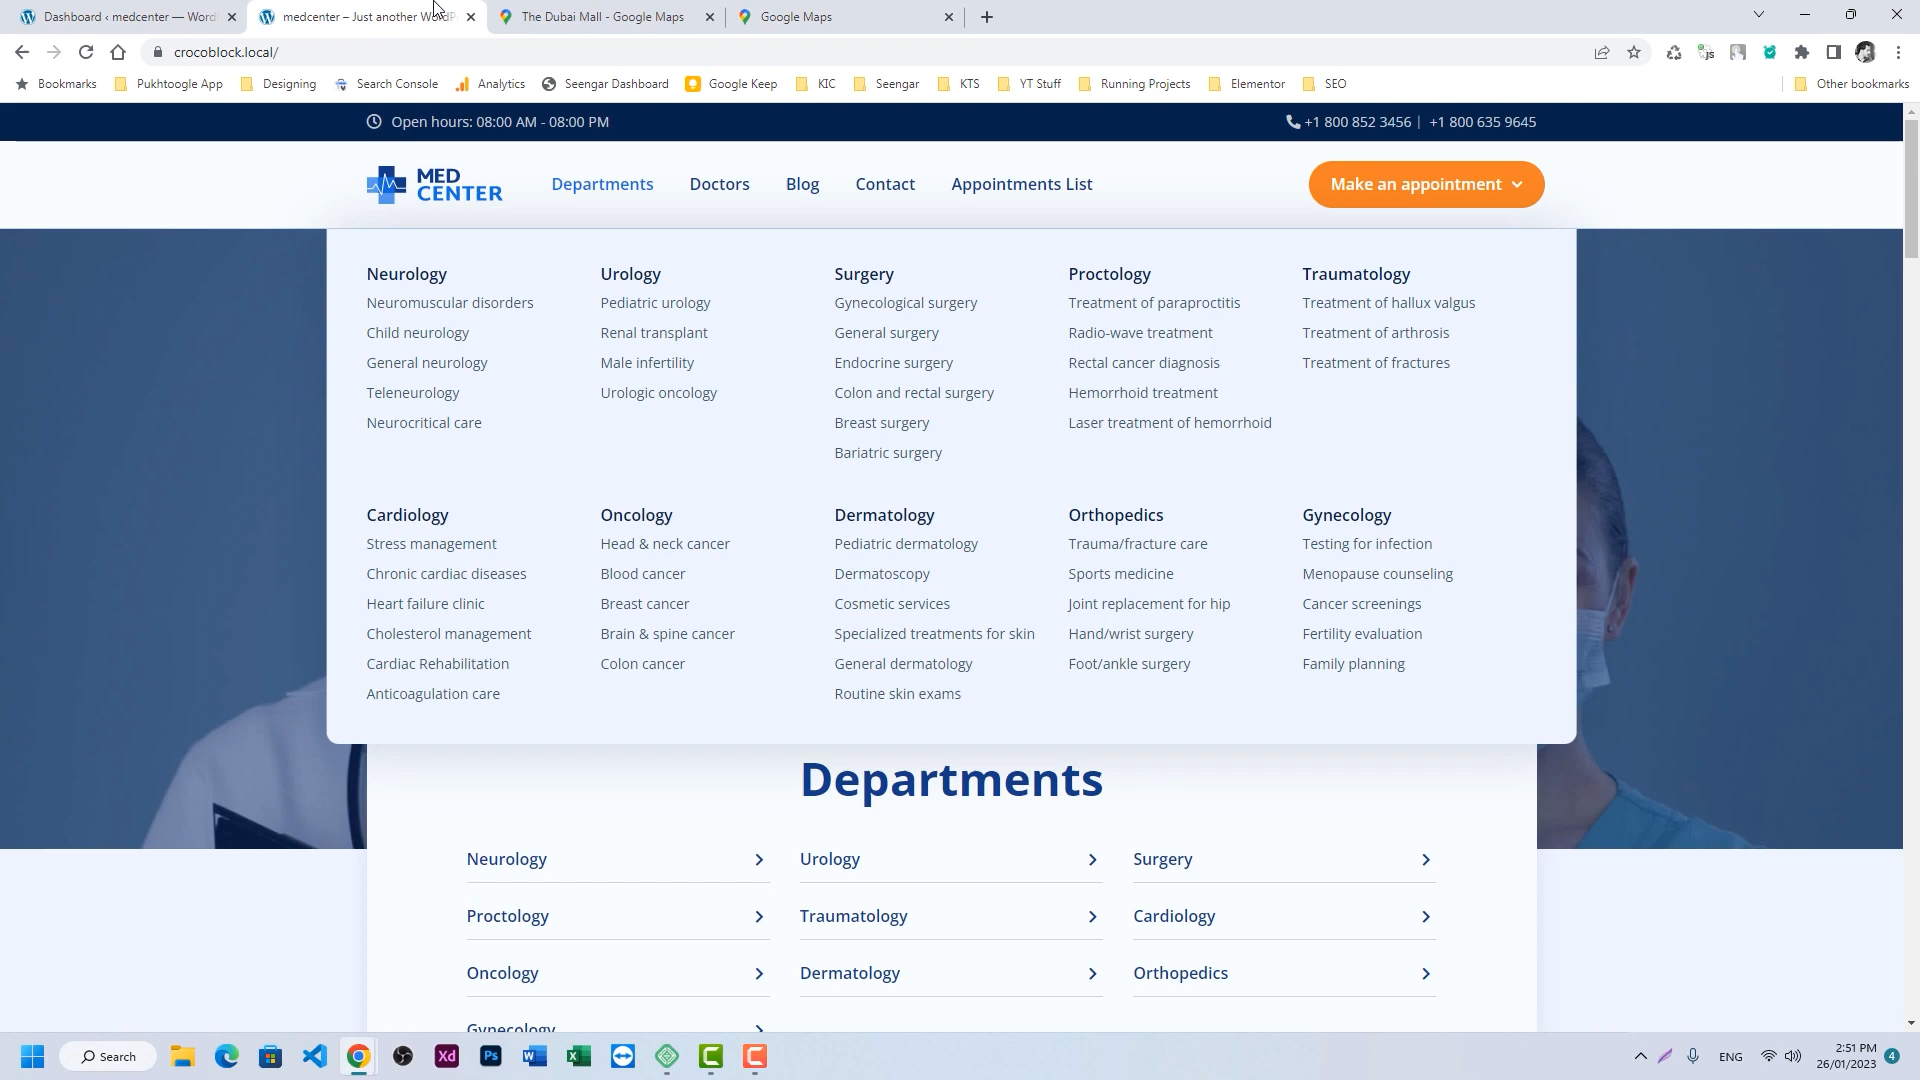 Dashboard ‹ medcenter — Word
medcenter – Just another WordP
The Dubai Mall - Google Maps
Google Maps
crocoblock.local/
Bookmarks
Pukhtoogle App
Designing
Search Console
Analytics
Seengar Dashboard
Google Keep
KIC
Seengar
KTS
YT Stuff
Running Projects
Elementor
SEO
Other bookmarks
Open hours: 08:00 AM - 08:00 PM
+1 800 852 3456 | +1 800 635 9645
MED
CENTER
Departments
Doctors
Blog
Contact
Appointments List
Make an appointment
Neurology
Neuromuscular disorders
Child neurology
General neurology
Teleneurology
Neurocritical care
Urology
Pediatric urology
Renal transplant
Male infertility
Urologic oncology
Surgery
Gynecological surgery
General surgery
Endocrine surgery
Colon and rectal surgery
Breast surgery
Bariatric surgery
Proctology
Treatment of paraproctitis
Radio-wave treatment
Rectal cancer diagnosis
Hemorrhoid treatment
Laser treatment of hemorrhoid
Traumatology
Treatment of hallux valgus
Treatment of arthrosis
Treatment of fractures
Cardiology
Stress management
Chronic cardiac diseases
Heart failure clinic
Cholesterol management
Cardiac Rehabilitation
Anticoagulation care
Oncology
Head & neck cancer
Blood cancer
Breast cancer
Brain & spine cancer
Colon cancer
Dermatology
Pediatric dermatology
Dermatoscopy
Cosmetic services
Specialized treatments for skin
General dermatology
Routine skin exams
Orthopedics
Trauma/fracture care
Sports medicine
Joint replacement for hip
Hand/wrist surgery
Foot/ankle surgery
Gynecology
Testing for infection
Menopause counseling
Cancer screenings
Fertility evaluation
Family planning
Departments
Neurology
Urology
Surgery
Proctology
Traumatology
Cardiology
Oncology
Dermatology
Orthopedics
Gynecology
Search
Xd
Ps
ENG
2:51 PM
26/01/2023
4